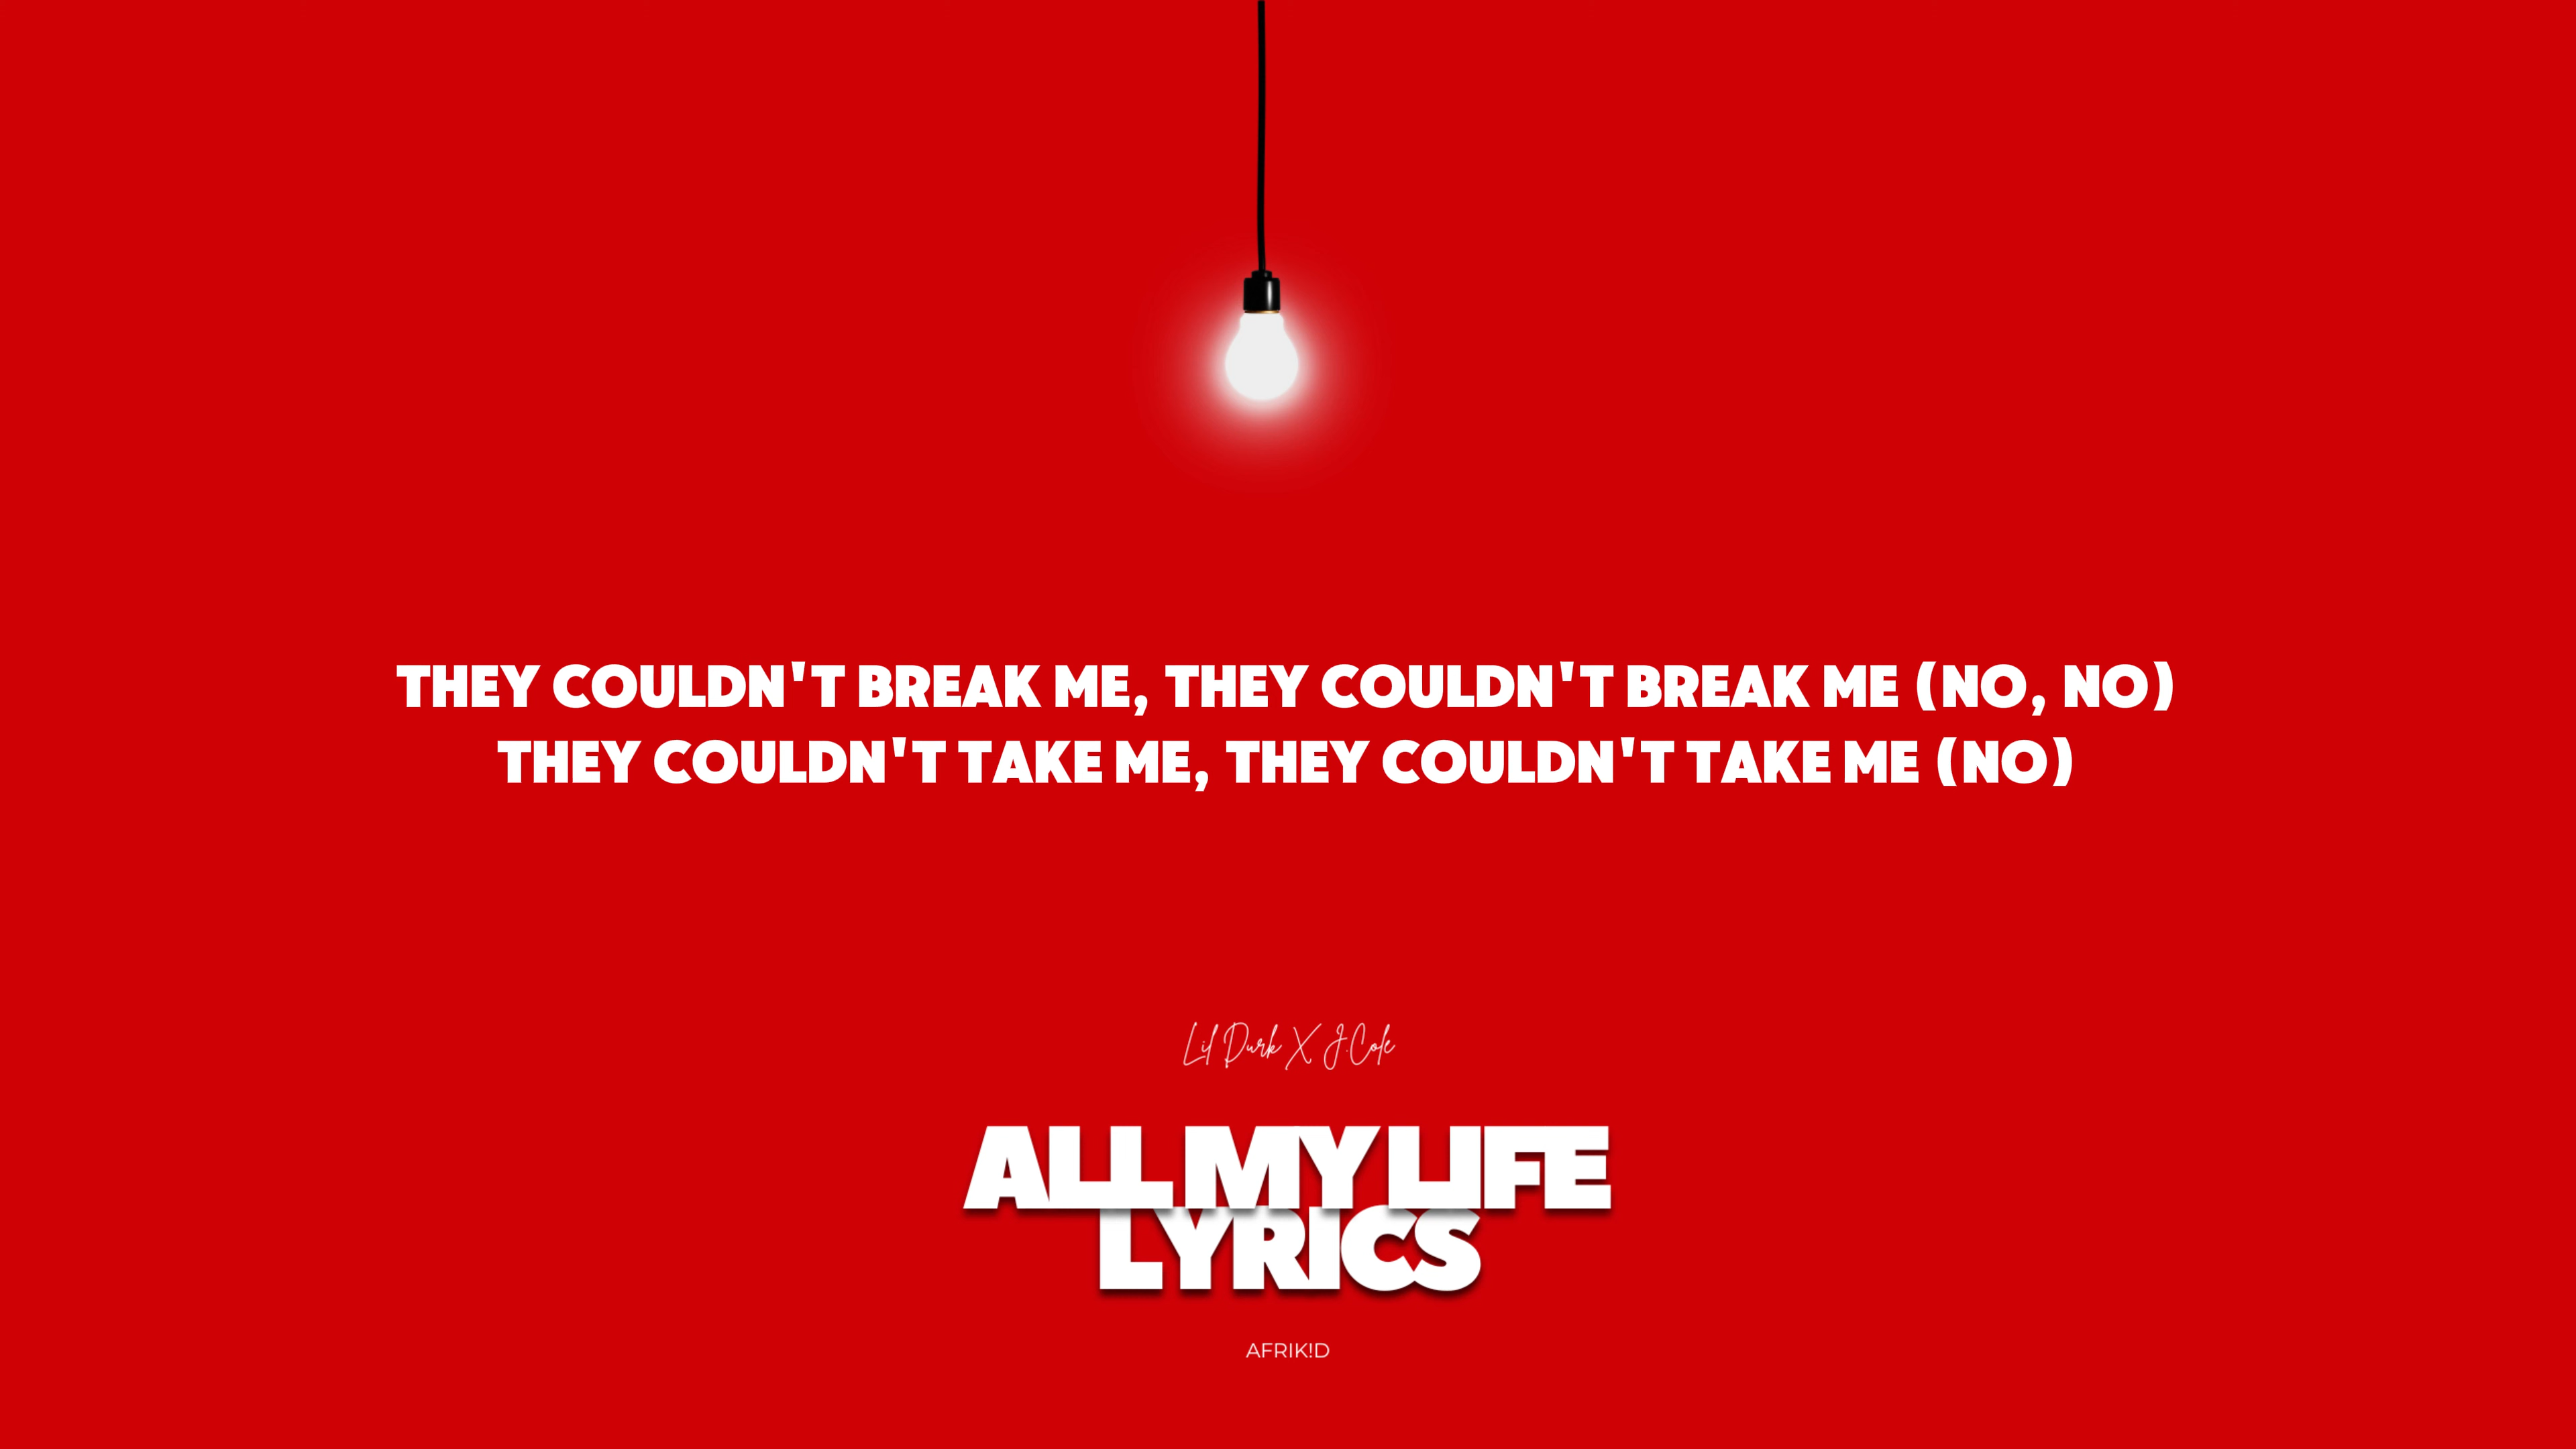 THEY COULDN'T BREAK ME, THEY COULDN'T BREAK ME (NO, NO)
THEY COULDN'T TAKE ME, THEY COULDN'T TAKE ME (NO)
Lil Durk X J.Cole
ALL MY LIFE
LYRICS
AFRIK!D